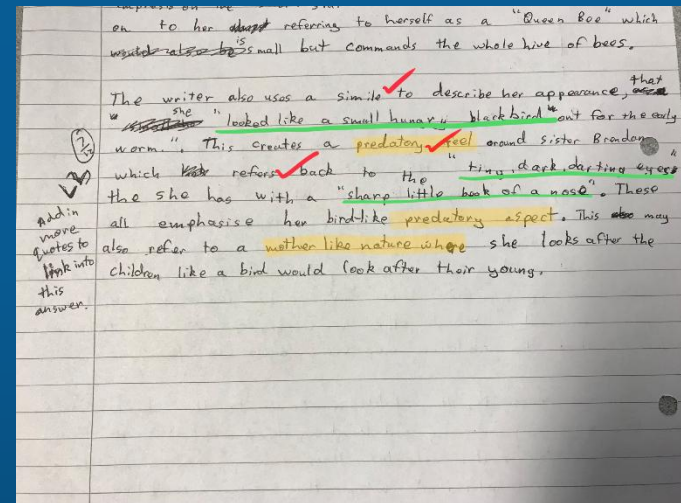 on to her referring to herself as a "Queen Bee" which
is small but commands the whole hive of bees.
The writer also uses a simile to describe her appearance, that
she "looked like a small hungry blackbird out for the early
worm.". This creates a predatory feel around sister Brendan
which refers back to the "tiny, dark, darting eyes"
the she has with a "sharp little hook of a nose". These
all emphasise her bird-like predatory aspect. This may
also refer to a mother like nature where she looks after the
children like a bird would look after their young.
7/12
Add in
more
quotes to
link into
this
answer.